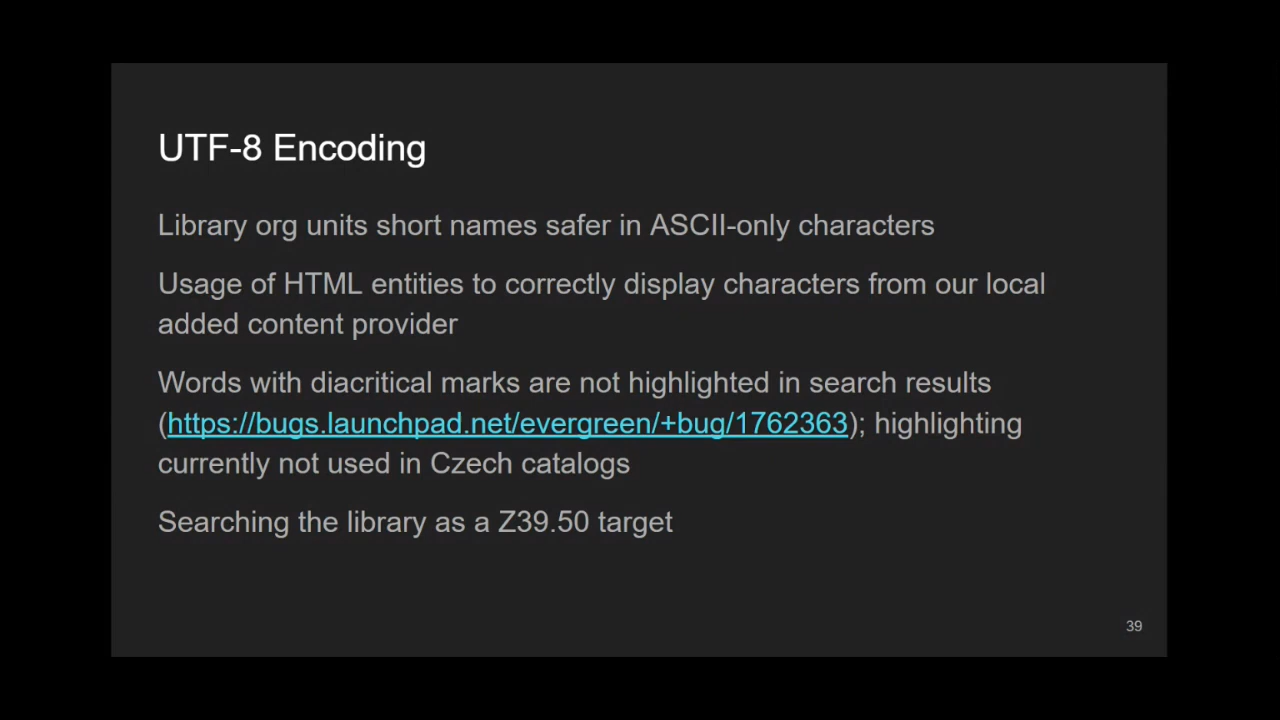 UTF-8 Encoding
Library org units short names safer in ASCII-only characters
Usage of HTML entities to correctly display characters from our local
added content provider
Words with diacritical marks are not highlighted in search results
(https://bugs.launchpad.net/evergreen/+bug/1762363); highlighting
currently not used in Czech catalogs
Searching the library as a Z39.50 target
39